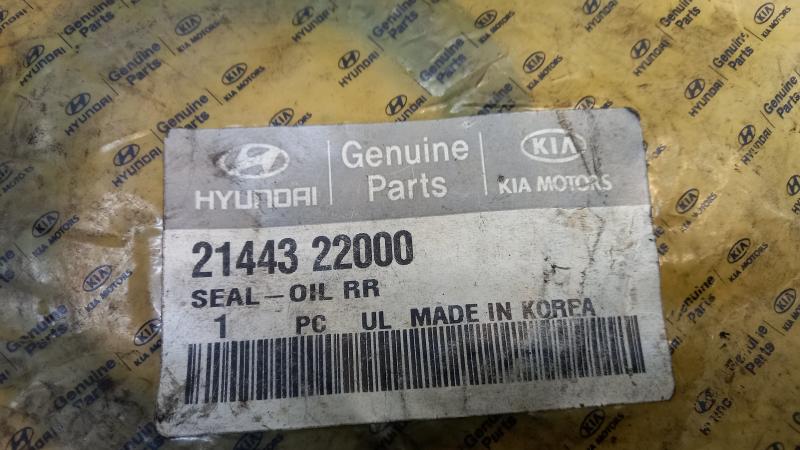 HYUNDAI
Genuine
Parts
KIA
KIA MOTORS
21443 22000
SEAL-OIL RR
1 PC UL MADE IN KOREA